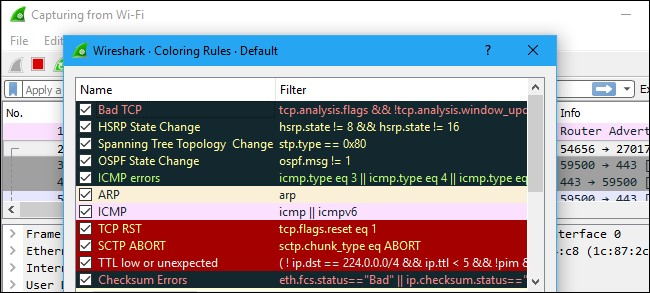 Capturing from Wi-Fi
File
Edit
Wireshark · Coloring Rules · Default
?
Apply a
No.
Info
Name Filter
Bad TCP tcp.analysis.flags && !tcp.analysis.window_upd
HSRP State Change hsrp.state != 8 && hsrp.state != 16
Spanning Tree Topology Change stp.type == 0x80
OSPF State Change ospf.msg != 1
ICMP errors icmp.type eq 3 || icmp.type eq 4 || icmp.type eq
ARP arp
ICMP icmp || icmpv6
TCP RST tcp.flags.reset eq 1
SCTP ABORT sctp.chunk_type eq ABORT
TTL low or unexpected ( ! ip.dst == 224.0.0.0/4 && ip.ttl < 5 && !pim &
Checksum Errors eth.fcs.status=="Bad" || ip.checksum.status=="
1 Router Advert
2 54656 → 27017
3 59500 → 443 [
4 59500 → 443 [
5 59500 → 443
Frame
terface 0
Ether
:c8 (1c:87:2c
Inter
User